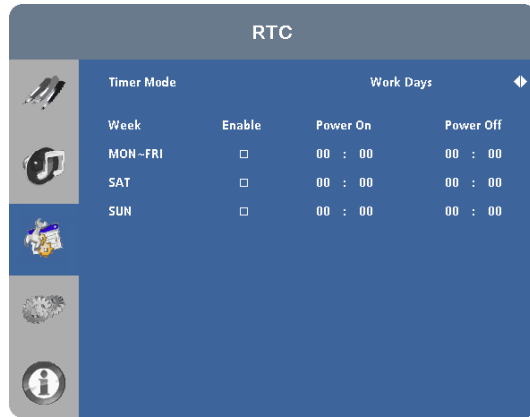 RTC
Timer Mode Work Days
Week Enable Power On Power Off
MON~FRI 00 : 00 00 : 00
SAT 00 : 00 00 : 00
SUN 00 : 00 00 : 00